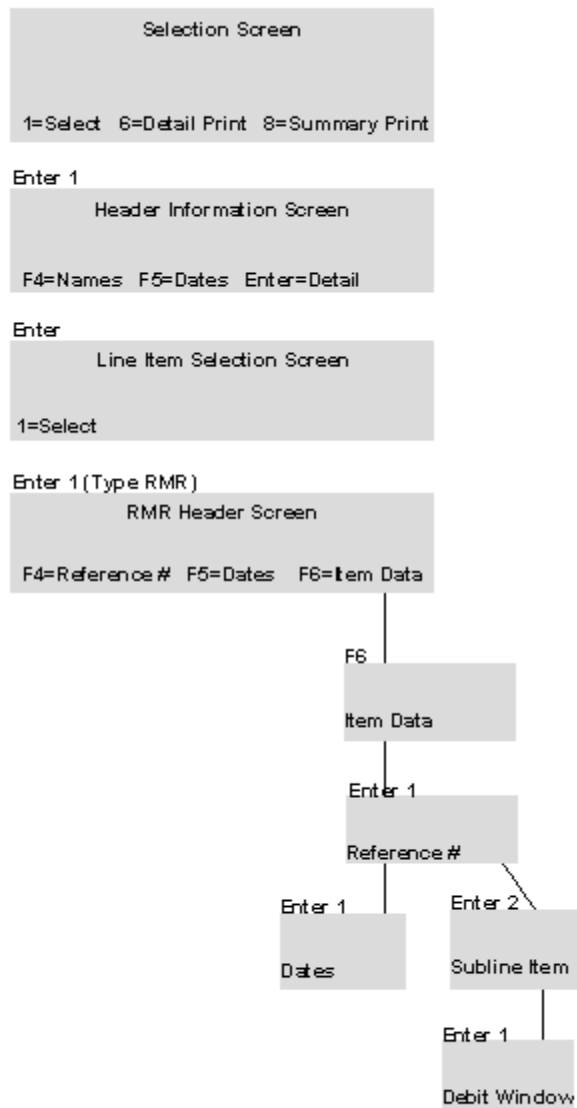 Selection Screen
1=Select 6=Detail Print 8=Summary Print
Enter 1
Header Information Screen
F4=Names F5=Dates Enter=Detail
Enter
Line Item Selection Screen
1=Select
Enter 1 (Type RMR)
RMR Header Screen
F4=Reference # F5=Dates F6=Item Data
F6
Item Data
Enter 1
Reference #
Enter 1
Dates
Enter 2
Subline Item
Enter 1
Debit Window